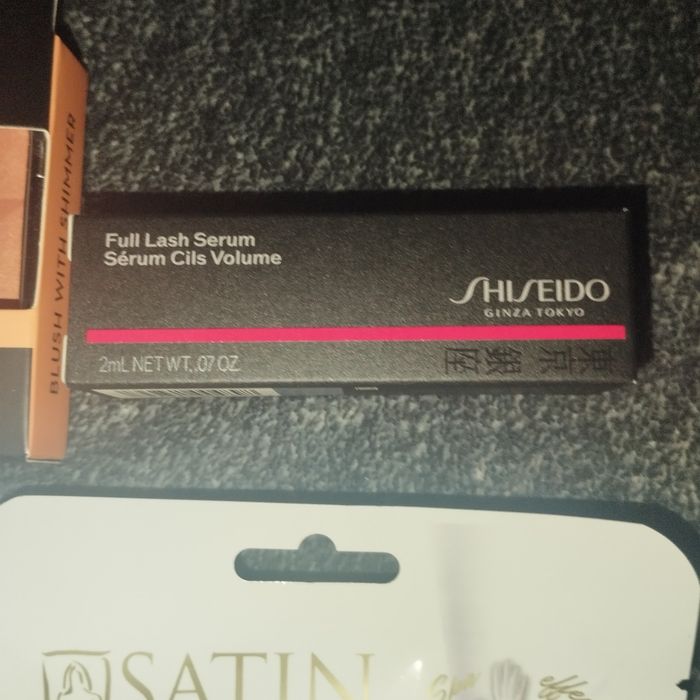 BLUSH WITH SHIMMER
Full Lash Serum
Sérum Cils Volume
SHISEIDO
GINZA TOKYO
2mL NET WT. .07 OZ.
東京銀座
SATIN
Spa